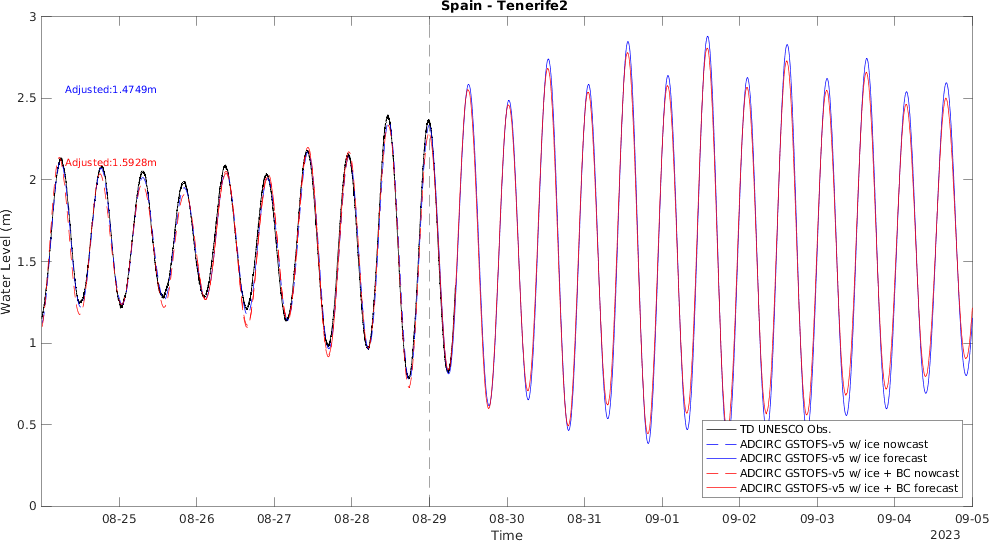 Spain - Tenerife2
3
2.5
2
1.5
1
0.5
0
Water Level (m)
Adjusted:1.4749m
Adjusted:1.5928m
TD UNESCO Obs.
ADCIRC GSTOFS-v5 w/ ice nowcast
ADCIRC GSTOFS-v5 w/ ice forecast
ADCIRC GSTOFS-v5 w/ ice + BC nowcast
ADCIRC GSTOFS-v5 w/ ice + BC forecast
08-25 08-26 08-27 08-28 08-29 08-30 08-31 09-01 09-02 09-03 09-04 09-05
Time
2023